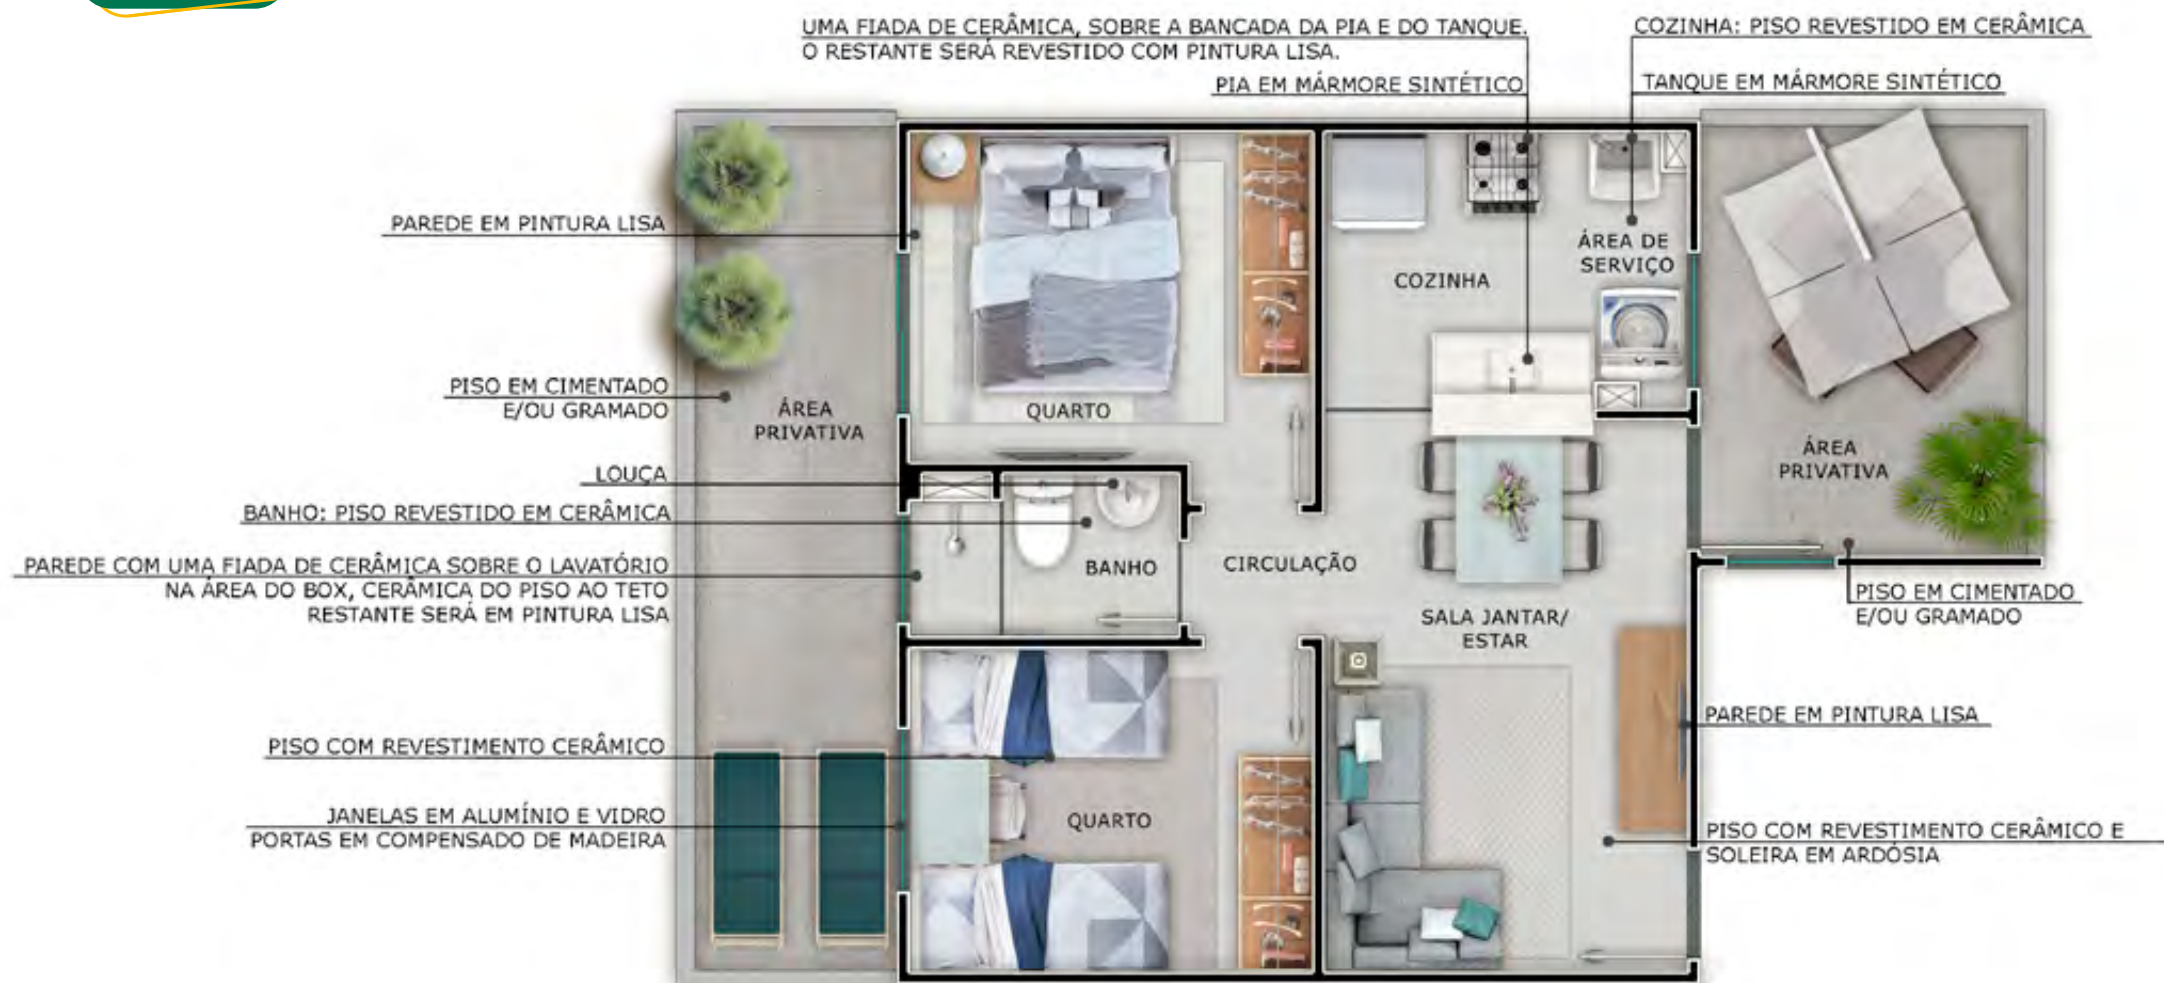 UMA FIADA DE CERÂMICA, SOBRE A BANCADA DA PIA E DO TANQUE.
O RESTANTE SERÁ REVESTIDO COM PINTURA LISA.
PIA EM MÁRMORE SINTÉTICO
COZINHA: PISO REVESTIDO EM CERÂMICA
TANQUE EM MÁRMORE SINTÉTICO
PAREDE EM PINTURA LISA
PISO EM CIMENTADO
E/OU GRAMADO
LOUÇA
BANHO: PISO REVESTIDO EM CERÂMICA
PAREDE COM UMA FIADA DE CERÂMICA SOBRE O LAVATÓRIO
NA ÁREA DO BOX, CERÂMICA DO PISO AO TETO
RESTANTE SERÁ EM PINTURA LISA
PISO COM REVESTIMENTO CERÂMICO
JANELAS EM ALUMÍNIO E VIDRO
PORTAS EM COMPENSADO DE MADEIRA
ÁREA
PRIVATIVA
QUARTO
BANHO
CIRCULAÇÃO
QUARTO
COZINHA
ÁREA DE
SERVIÇO
SALA JANTAR/
ESTAR
ÁREA
PRIVATIVA
PISO EM CIMENTADO
E/OU GRAMADO
PAREDE EM PINTURA LISA
PISO COM REVESTIMENTO CERÂMICO E
SOLEIRA EM ARDÓSIA